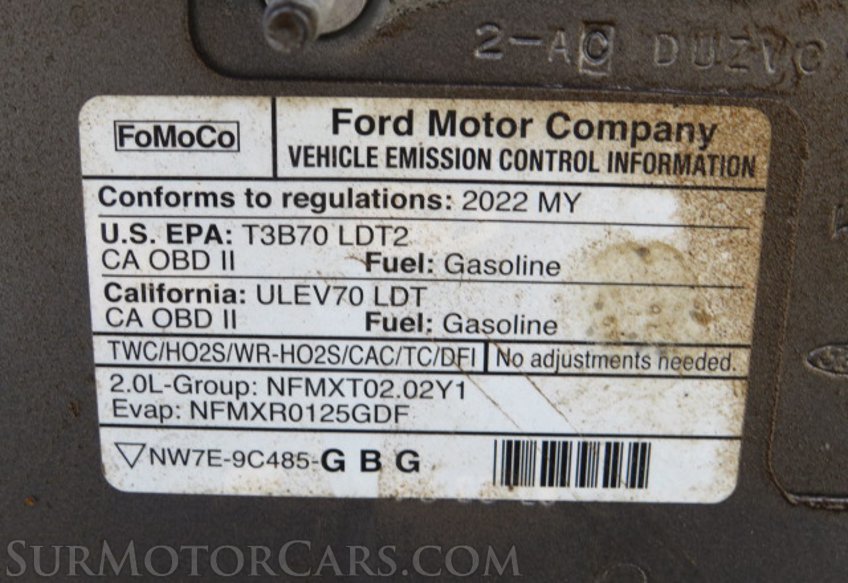 2-AC DUZVC
FoMoCo
Ford Motor Company
VEHICLE EMISSION CONTROL INFORMATION
Conforms to regulations: 2022 MY
U.S. EPA: T3B70 LDT2
CA OBD II Fuel: Gasoline
California: ULEV70 LDT
CA OBD II Fuel: Gasoline
TWC/HO2S/WR-HO2S/CAC/TC/DFI No adjustments needed.
2.0L-Group: NFMXT02.02Y1
Evap: NFMXR0125GDF
▽NW7E-9C485-G B G
SurMotorCars.com